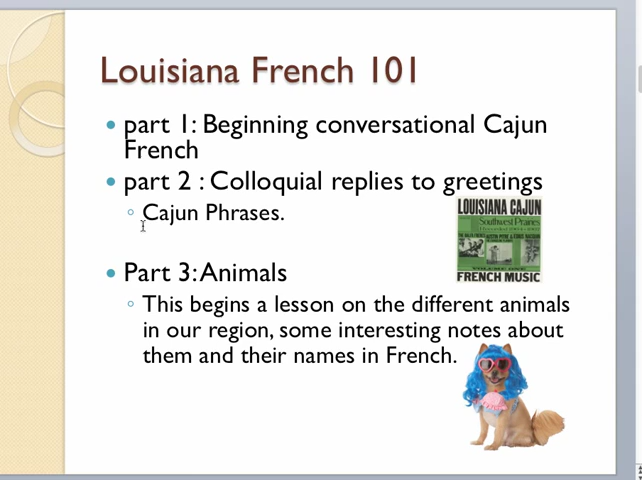 Louisiana French 101
part 1: Beginning conversational Cajun
French
part 2 : Colloquial replies to greetings
Cajun Phrases.
LOUISIANA CAJUN
Southwest Prairies
FRENCH MUSIC
Part 3: Animals
This begins a lesson on the different animals
in our region, some interesting notes about
them and their names in French.